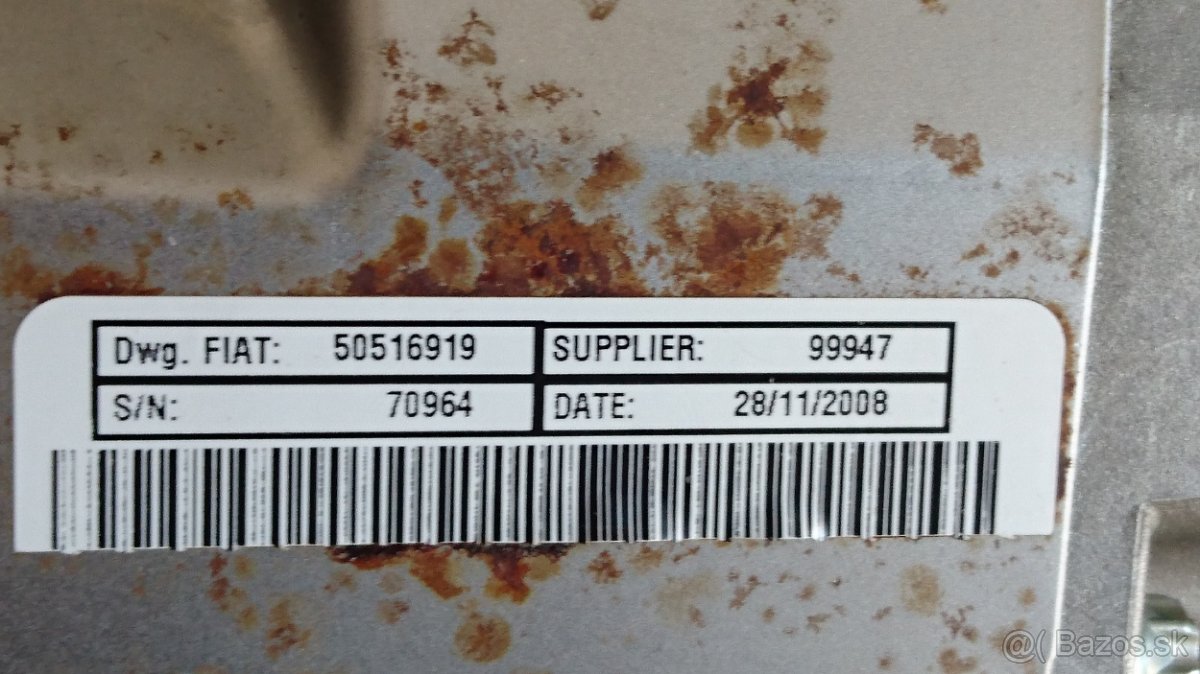 Dwg. FIAT: 50516919 SUPPLIER: 99947
S/N: 70964 DATE: 28/11/2008
@( Bazos.sk